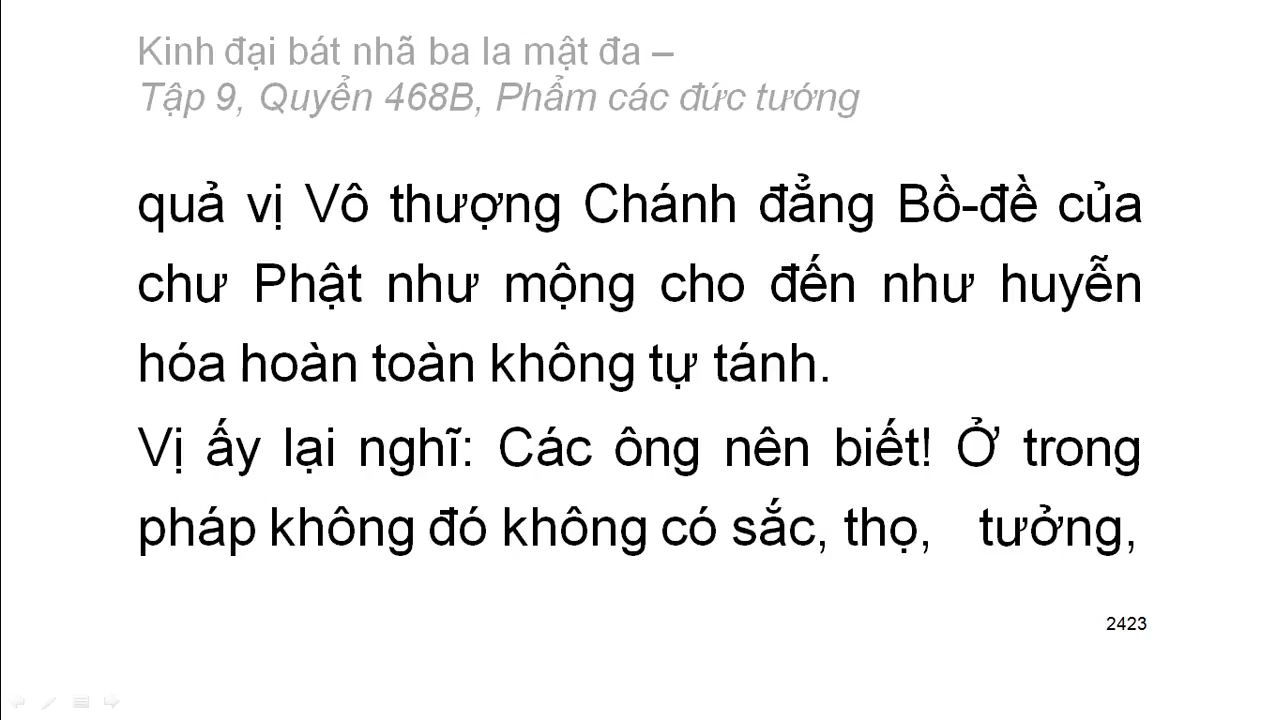 Kinh đại bát nhã ba la mật đa –
Tập 9, Quyển 468B, Phẩm các đức tướng
quả vị Vô thượng Chánh đẳng Bồ-đề của
chư Phật như mộng cho đến như huyễn
hóa hoàn toàn không tự tánh.
Vị ấy lại nghĩ: Các ông nên biết! Ở trong
pháp không đó không có sắc, thọ, tưởng,
2423